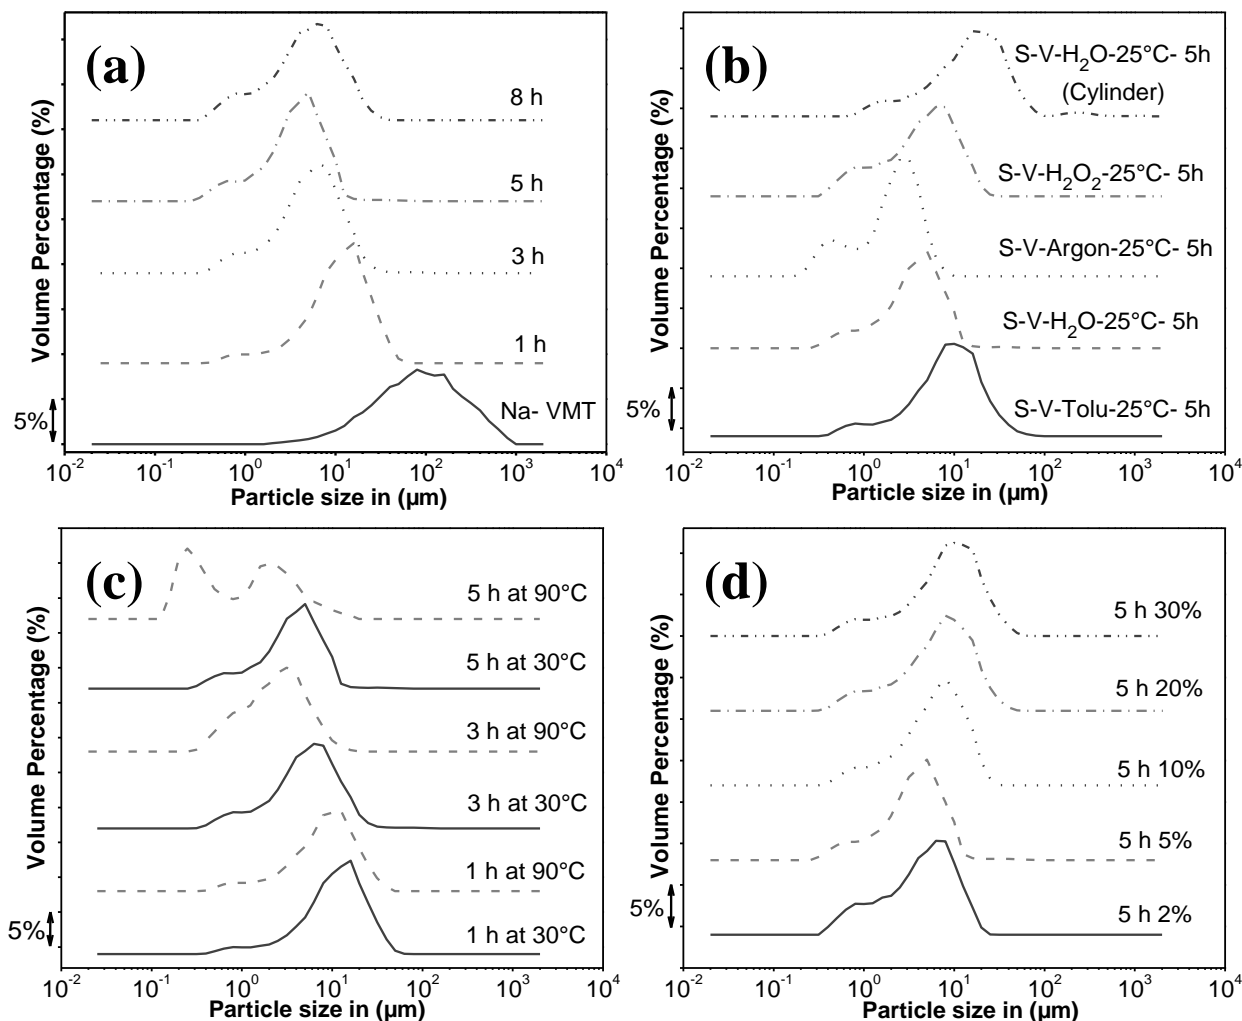 (a)
8 h
5 h
3 h
1 h
Na- VMT
5%
Volume Percentage (%)
10⁻² 10⁻¹ 10⁰ 10¹ 10² 10³ 10⁴
Particle size in (µm)
(b)
S-V-H₂O-25°C- 5h
(Cylinder)
S-V-H₂O₂-25°C- 5h
S-V-Argon-25°C- 5h
S-V-H₂O-25°C- 5h
S-V-Tolu-25°C- 5h
5%
Volume Percentage (%)
10⁻² 10⁻¹ 10⁰ 10¹ 10² 10³ 10⁴
Particle size in (µm)
(c)
5 h at 90°C
5 h at 30°C
3 h at 90°C
3 h at 30°C
1 h at 90°C
1 h at 30°C
5%
Volume Percentage (%)
10⁻² 10⁻¹ 10⁰ 10¹ 10² 10³ 10⁴
Particle size in (µm)
(d)
5 h 30%
5 h 20%
5 h 10%
5 h 5%
5 h 2%
5%
Volume Percentage (%)
10⁻² 10⁻¹ 10⁰ 10¹ 10² 10³ 10⁴
Particle size in (µm)